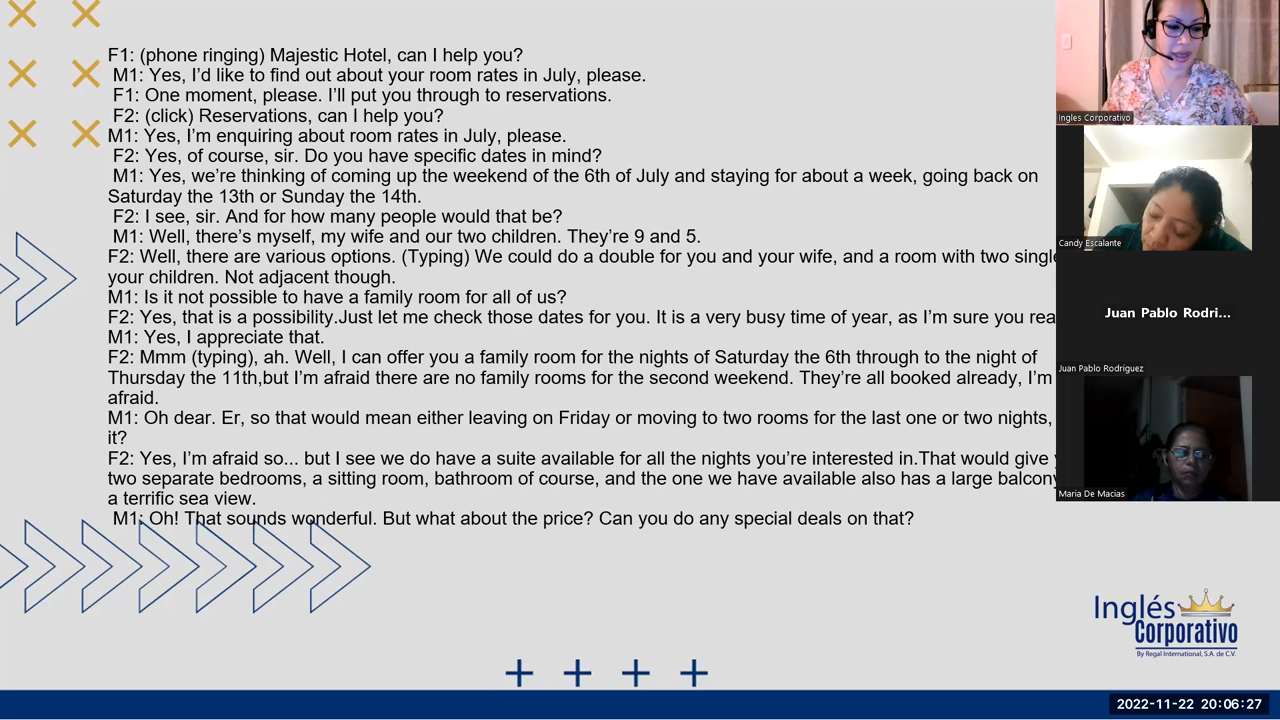 F1: (phone ringing) Majestic Hotel, can I help you?
M1: Yes, I'd like to find out about your room rates in July, please.
F1: One moment, please. I'll put you through to reservations.
F2: (click) Reservations, can I help you?
M1: Yes, I'm enquiring about room rates in July, please.
F2: Yes, of course, sir. Do you have specific dates in mind?
M1: Yes, we're thinking of coming up the weekend of the 6th of July and staying for about a week, going back on
Saturday the 13th or Sunday the 14th.
F2: I see, sir. And for how many people would that be?
M1: Well, there's myself, my wife and our two children. They're 9 and 5.
F2: Well, there are various options. (Typing) We could do a double for you and your wife, and a room with two single
your children. Not adjacent though.
M1: Is it not possible to have a family room for all of us?
F2: Yes, that is a possibility.Just let me check those dates for you. It is a very busy time of year, as I'm sure you rea
M1: Yes, I appreciate that.
F2: Mmm (typing), ah. Well, I can offer you a family room for the nights of Saturday the 6th through to the night of
Thursday the 11th,but I'm afraid there are no family rooms for the second weekend. They're all booked already, I'm
afraid.
M1: Oh dear. Er, so that would mean either leaving on Friday or moving to two rooms for the last one or two nights,
it?
F2: Yes, I'm afraid so... but I see we do have a suite available for all the nights you're interested in.That would give
two separate bedrooms, a sitting room, bathroom of course, and the one we have available also has a large balcony
a terrific sea view.
M1: Oh! That sounds wonderful. But what about the price? Can you do any special deals on that?
Ingles Corporativo
Candy Escalante
Juan Pablo Rodri...
Juan Pablo Rodriguez
Maria De Macias
Inglés
Corporativo
By Regal International, S.A. de C.V.
2022-11-22 20:06:27